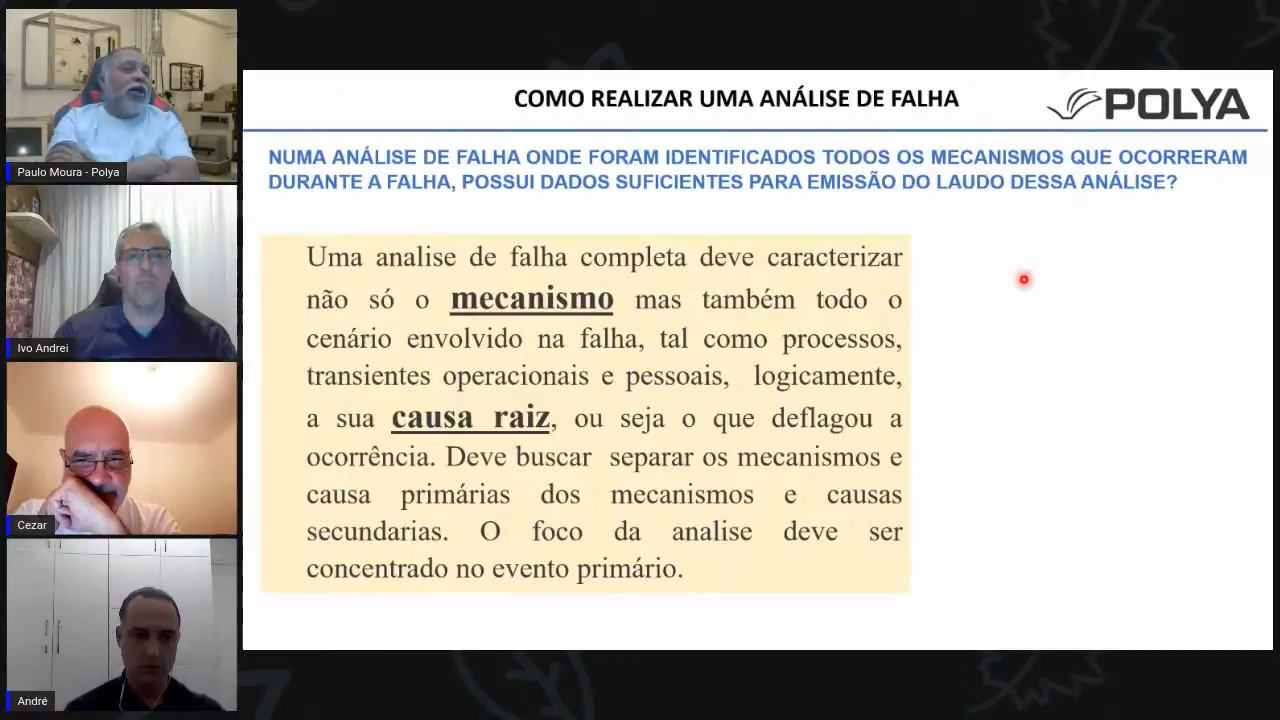 Paulo Moura - Polya
Ivo Andrei
Cezar
André
COMO REALIZAR UMA ANÁLISE DE FALHA
POLYA
NUMA ANÁLISE DE FALHA ONDE FORAM IDENTIFICADOS TODOS OS MECANISMOS QUE OCORRERAM
DURANTE A FALHA, POSSUI DADOS SUFICIENTES PARA EMISSÃO DO LAUDO DESSA ANÁLISE?
Uma analise de falha completa deve caracterizar
não só o mecanismo mas também todo o
cenário envolvido na falha, tal como processos,
transientes operacionais e pessoais, logicamente,
a sua causa raiz, ou seja o que deflagou a
ocorrência. Deve buscar separar os mecanismos e
causa primárias dos mecanismos e causas
secundarias. O foco da analise deve ser
concentrado no evento primário.